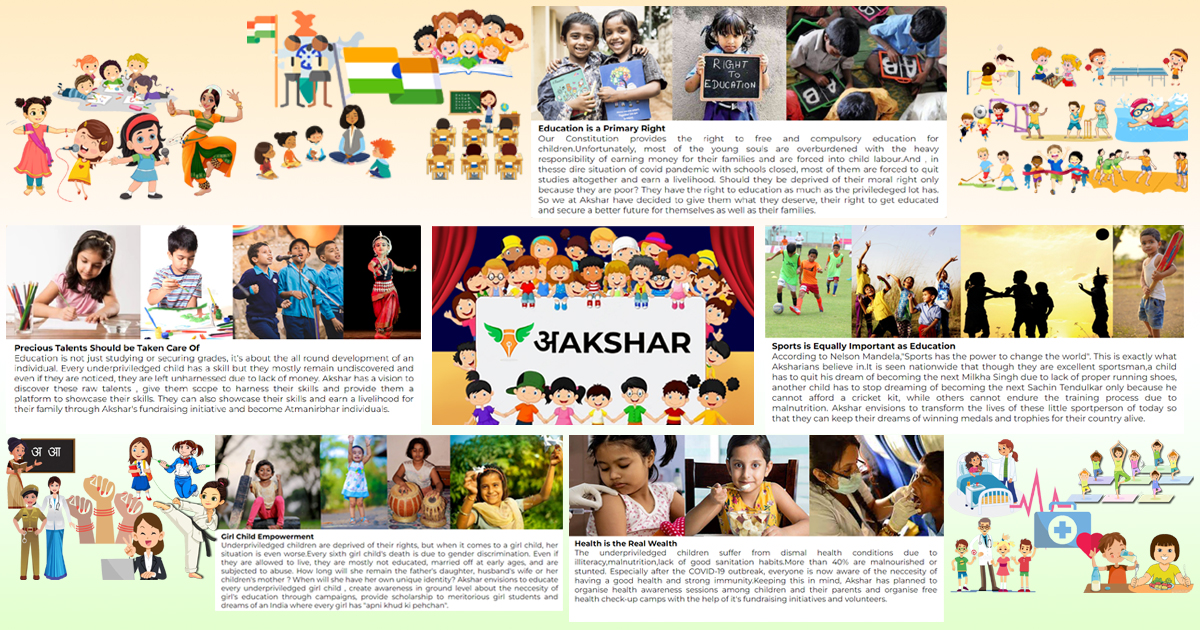 RIGHT
TO
EDUCATION
Education is a Primary Right
Our Constitution provides the right to free and compulsory education for
children.Unfortunately, most of the young souls are overburdened with the heavy
responsibility of earning money for their families and are forced into child labour.And , in
thesse dire situation of covid pandemic with schools closed, most of them are forced to quit
studies altogether and earn a livelihood. Should they be deprived of their moral right only
because they are poor? They have the right to education as much as the priviledeged lot has.
So we at Akshar have decided to give them what they deserve, their right to get educated
and secure a better future for themselves as well as their families.
Precious Talents Should be Taken Care Of
Education is not just studying or securing grades, it's about the all round development of an
individual. Every underpriviledged child has a skill but they mostly remain undiscovered and
even if they are noticed, they are left unharnessed due to lack of money. Akshar has a vision to
discover these raw talents , give them scope to harness their skills and provide them a
platform to showcase their skills. They can also showcase their skills and earn a livelihood for
their family through Akshar's fundraising initiative and become Atmanirbhar individuals.
अAKSHAR
Sports is Equally Important as Education
According to Nelson Mandela,"Sports has the power to change the world". This is exactly what
Aksharians believe in.It is seen nationwide that though they are excellent sportsman,a child
has to quit his dream of becoming the next Milkha Singh due to lack of proper running shoes,
another child has to stop dreaming of becoming the next Sachin Tendulkar only because he
cannot afford a cricket kit, while others cannot endure the training process due to
malnutrition. Akshar envisions to transform the lives of these little sportperson of today so
that they can keep their dreams of winning medals and trophies for their country alive.
अ आ
Girl Child Empowerment
Underpriviledged children are deprived of their rights, but when it comes to a girl child, her
situation is even worse.Every sixth girl child's death is due to gender discrimination. Even if
they are allowed to live, they are mostly not educated, married off at early ages, and are
subjected to abuse. How long will she remain the father's daughter, husband's wife or her
children's mother ? When will she have her own unique identity? Akshar envisions to educate
every underpriviledged girl child , create awareness in ground level about the neccesity of
girl's education through campaigns, provide scholarship to meritorious girl students and
dreams of an India where every girl has "apni khud ki pehchan".
Health is the Real Wealth
The underpriviledged children suffer from dismal health conditions due to
illiteracy,malnutrition,lack of good sanitation habits.More than 40% are malnourished or
stunted. Especially after the COVID-19 outbreak, everyone is now aware of the neccesity of
having a good health and strong immunity.Keeping this in mind, Akshar has planned to
organise health awareness sessions among children and their parents and organise free
health check-up camps with the help of it's fundraising initiatives and volunteers.